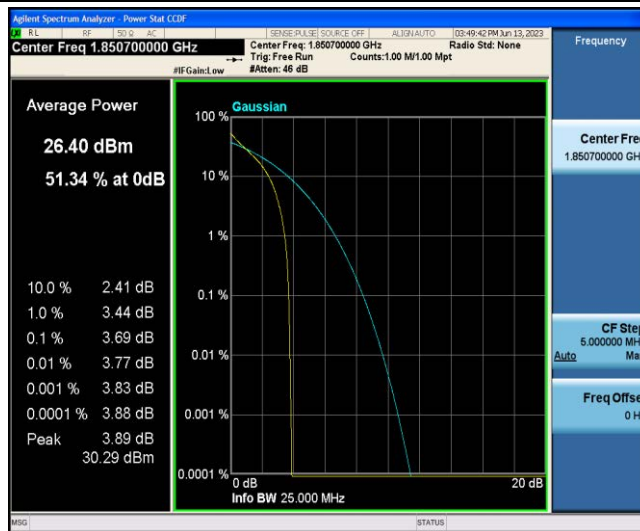 Agilent Spectrum Analyzer - Power Stat CCDF
RL RF 50 Ω AC SENSE:PULSE SOURCE OFF ALIGNAUTO 03:49:42 PM Jun 13, 2023
Center Freq 1.850700000 GHz
Center Freq: 1.850700000 GHz Radio Std: None
Trig: Free Run Counts:1.00 M/1.00 Mpt
#IFGain:Low #Atten: 46 dB
Frequency
Average Power
26.40 dBm
51.34 % at 0dB
10.0 % 2.41 dB
1.0 % 3.44 dB
0.1 % 3.69 dB
0.01 % 3.77 dB
0.001 % 3.83 dB
0.0001 % 3.88 dB
Peak 3.89 dB
30.29 dBm
Gaussian
100 %
10 %
1 %
0.1 %
0.01 %
0.001 %
0.0001 %
0 dB 20 dB
Info BW 25.000 MHz
Center Fre
1.850700000 GH
CF Step
5.000000 MH
Auto Ma
Freq Offse
0 H
MSG STATUS